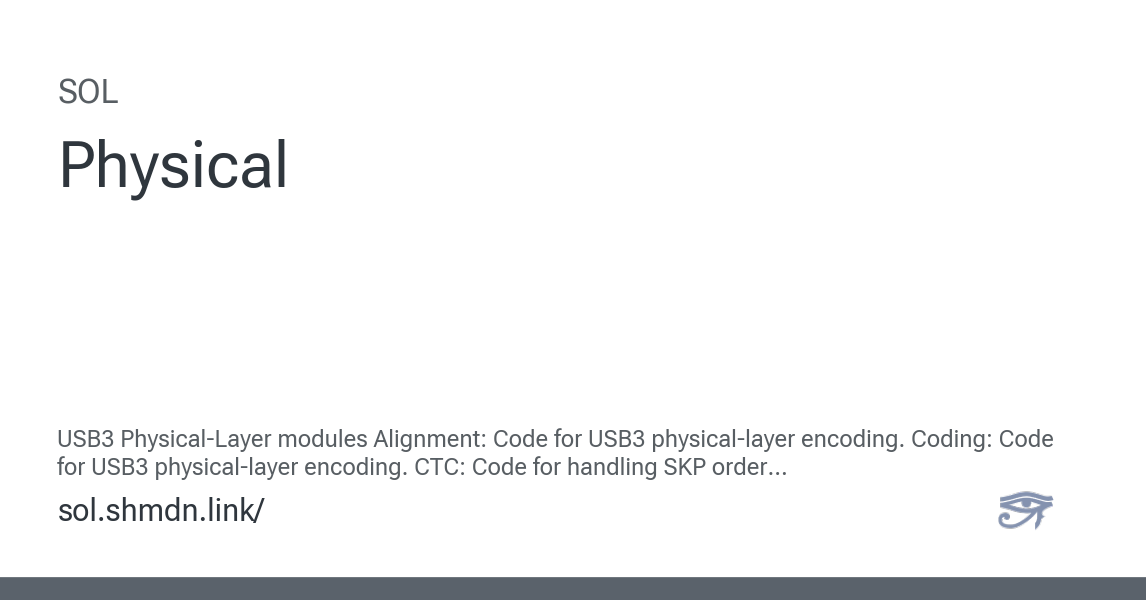 SOL
Physical
USB3 Physical-Layer modules Alignment: Code for USB3 physical-layer encoding. Coding: Code
for USB3 physical-layer encoding. CTC: Code for handling SKP order...
sol.shmdn.link/